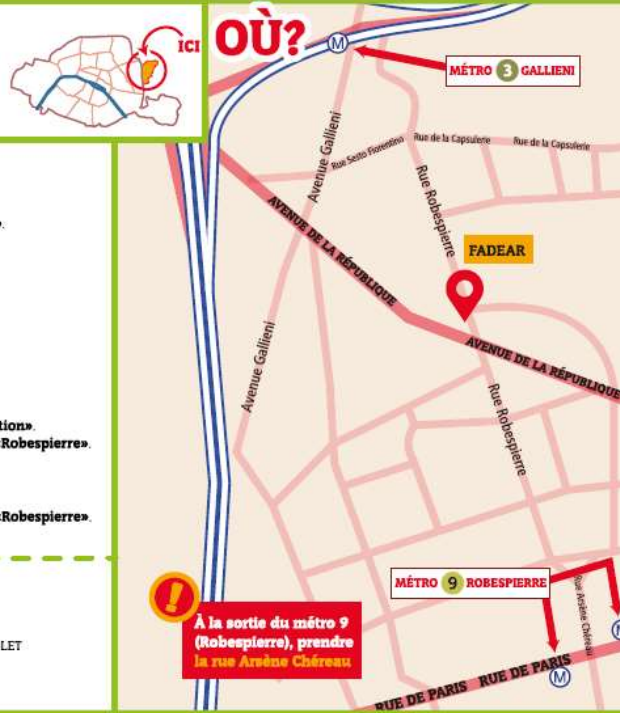 ICI
OÙ?
M
MÉTRO 3 GALLIENI
Avenue Gallieni
Rue Sesto Fiorentino
Rue de la Capsulerie
Rue de la Capsulerie
Rue Robespierre
».
AVENUE DE LA RÉPUBLIQUE
FADEAR
Avenue Gallieni
AVENUE DE LA RÉPUBLIQUE
Rue Robespierre
tion».
«Robespierre».
«Robespierre».
MÉTRO 9 ROBESPIERRE
Rue Arsène Chéreau
!
À la sortie du métro 9
(Robespierre), prendre
la rue Arsène Chéreau
LET
M
RUE DE PARIS RUE DE PARIS
M